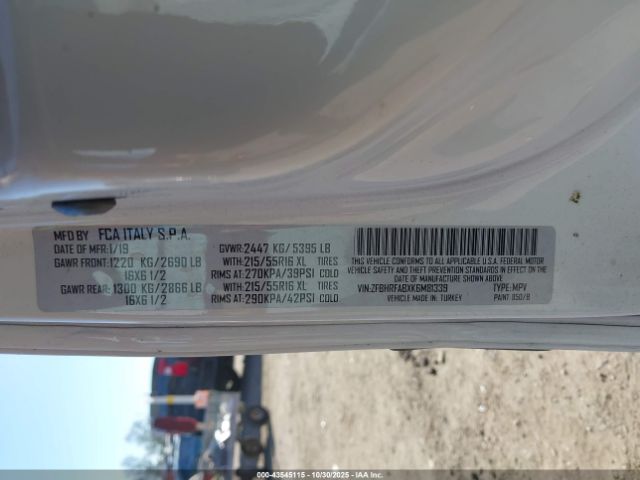 MFD BY FCA ITALY S.P.A.
DATE OF MFR:1/19 GVWR:2447 KG/5395 LB
GAWR FRONT:1220 KG/2690 LB WITH:215/55R16 XL TIRES
16X6 1/2 RIMS AT:270KPA/39PSI COLD
GAWR REAR:1300 KG/2866 LB WITH:215/55R16 XL TIRES
16X6 1/2 RIMS AT:290KPA/42PSI COLD
THIS VEHICLE CONFORMS TO ALL APPLICABLE U.S.A. FEDERAL MOTOR
VEHICLE SAFETY AND THEFT PREVENTION STANDARDS IN EFFECT
ON THE DATE OF MANUFACTURE SHOWN ABOVE.
VIN:ZFBHRFABXK6M81339 TYPE:MPV
VEHICLE MADE IN: TURKEY PAINT 050/B
000-43545115 - 10/30/2025 - © COPYRIGHT IAA, LLC.